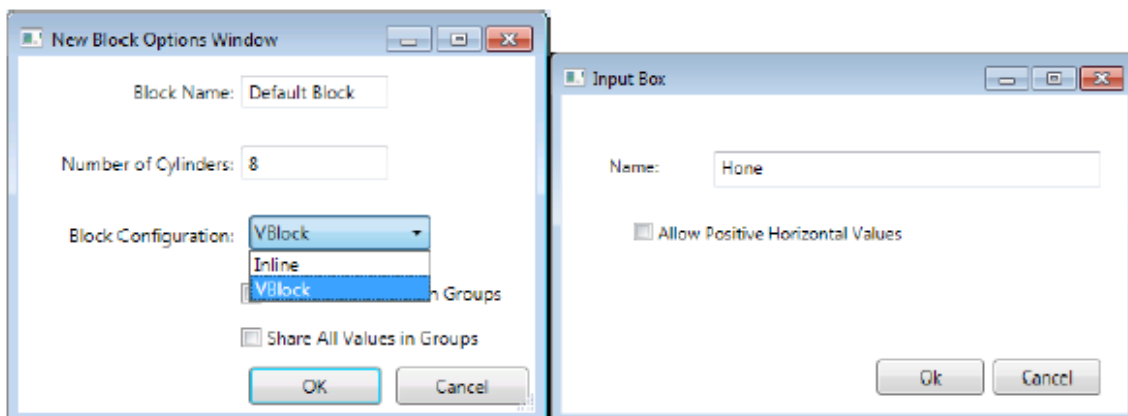 New Block Options Window
Block Name: Default Block
Number of Cylinders: 8
Block Configuration: VBlock
Inline
VBlock
n Groups
Share All Values in Groups
OK Cancel
Input Box
Name: Hone
Allow Positive Horizontal Values
Ok Cancel